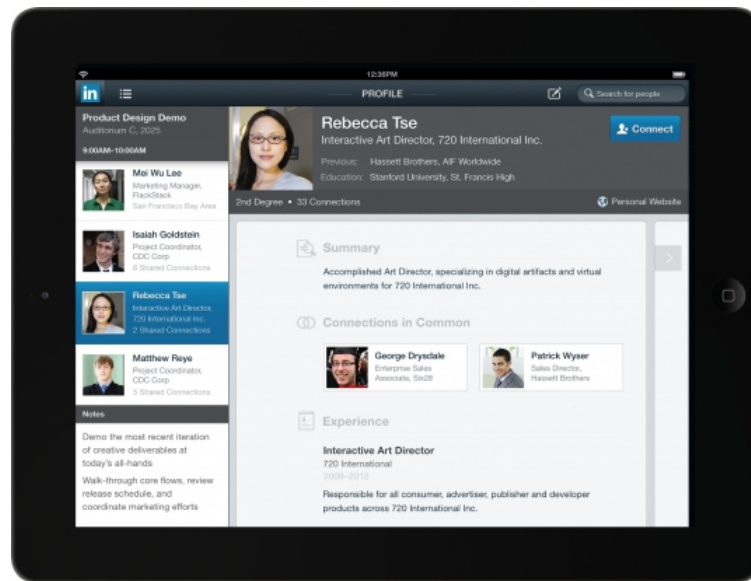 12:36PM
in
PROFILE
Search for people
Product Design Demo
Auditorium C, 2025
9:00AM–10:00AM
Mei Wu Lee
Marketing Manager,
FlackStack
San Francisco Bay Area
Isaiah Goldstein
Project Coordinator,
CDC Corp
6 Shared Connections
Rebecca Tse
Interactive Art Director,
720 International Inc.
2 Shared Connections
Matthew Reye
Project Coordinator,
CDC Corp
5 Shared Connections
Notes
Demo the most recent iteration
of creative deliverables at
today's all-hands
Walk-through core flows, review
release schedule, and
coordinate marketing efforts
Rebecca Tse
Interactive Art Director, 720 International Inc.
Previous: Hassett Brothers, AIF Worldwide
Education: Stanford University, St. Francis High
Connect
2nd Degree • 33 Connections
Personal Website
Summary
Accomplished Art Director, specializing in digital artifacts and virtual
environments for 720 International Inc.
Connections in Common
George Drysdale
Enterprise Sales
Associate, Six28
Patrick Wyser
Sales Director,
Hassett Brothers
Experience
Interactive Art Director
720 International
2009–2012
Responsible for all consumer, advertiser, publisher and developer
products across 720 International Inc.